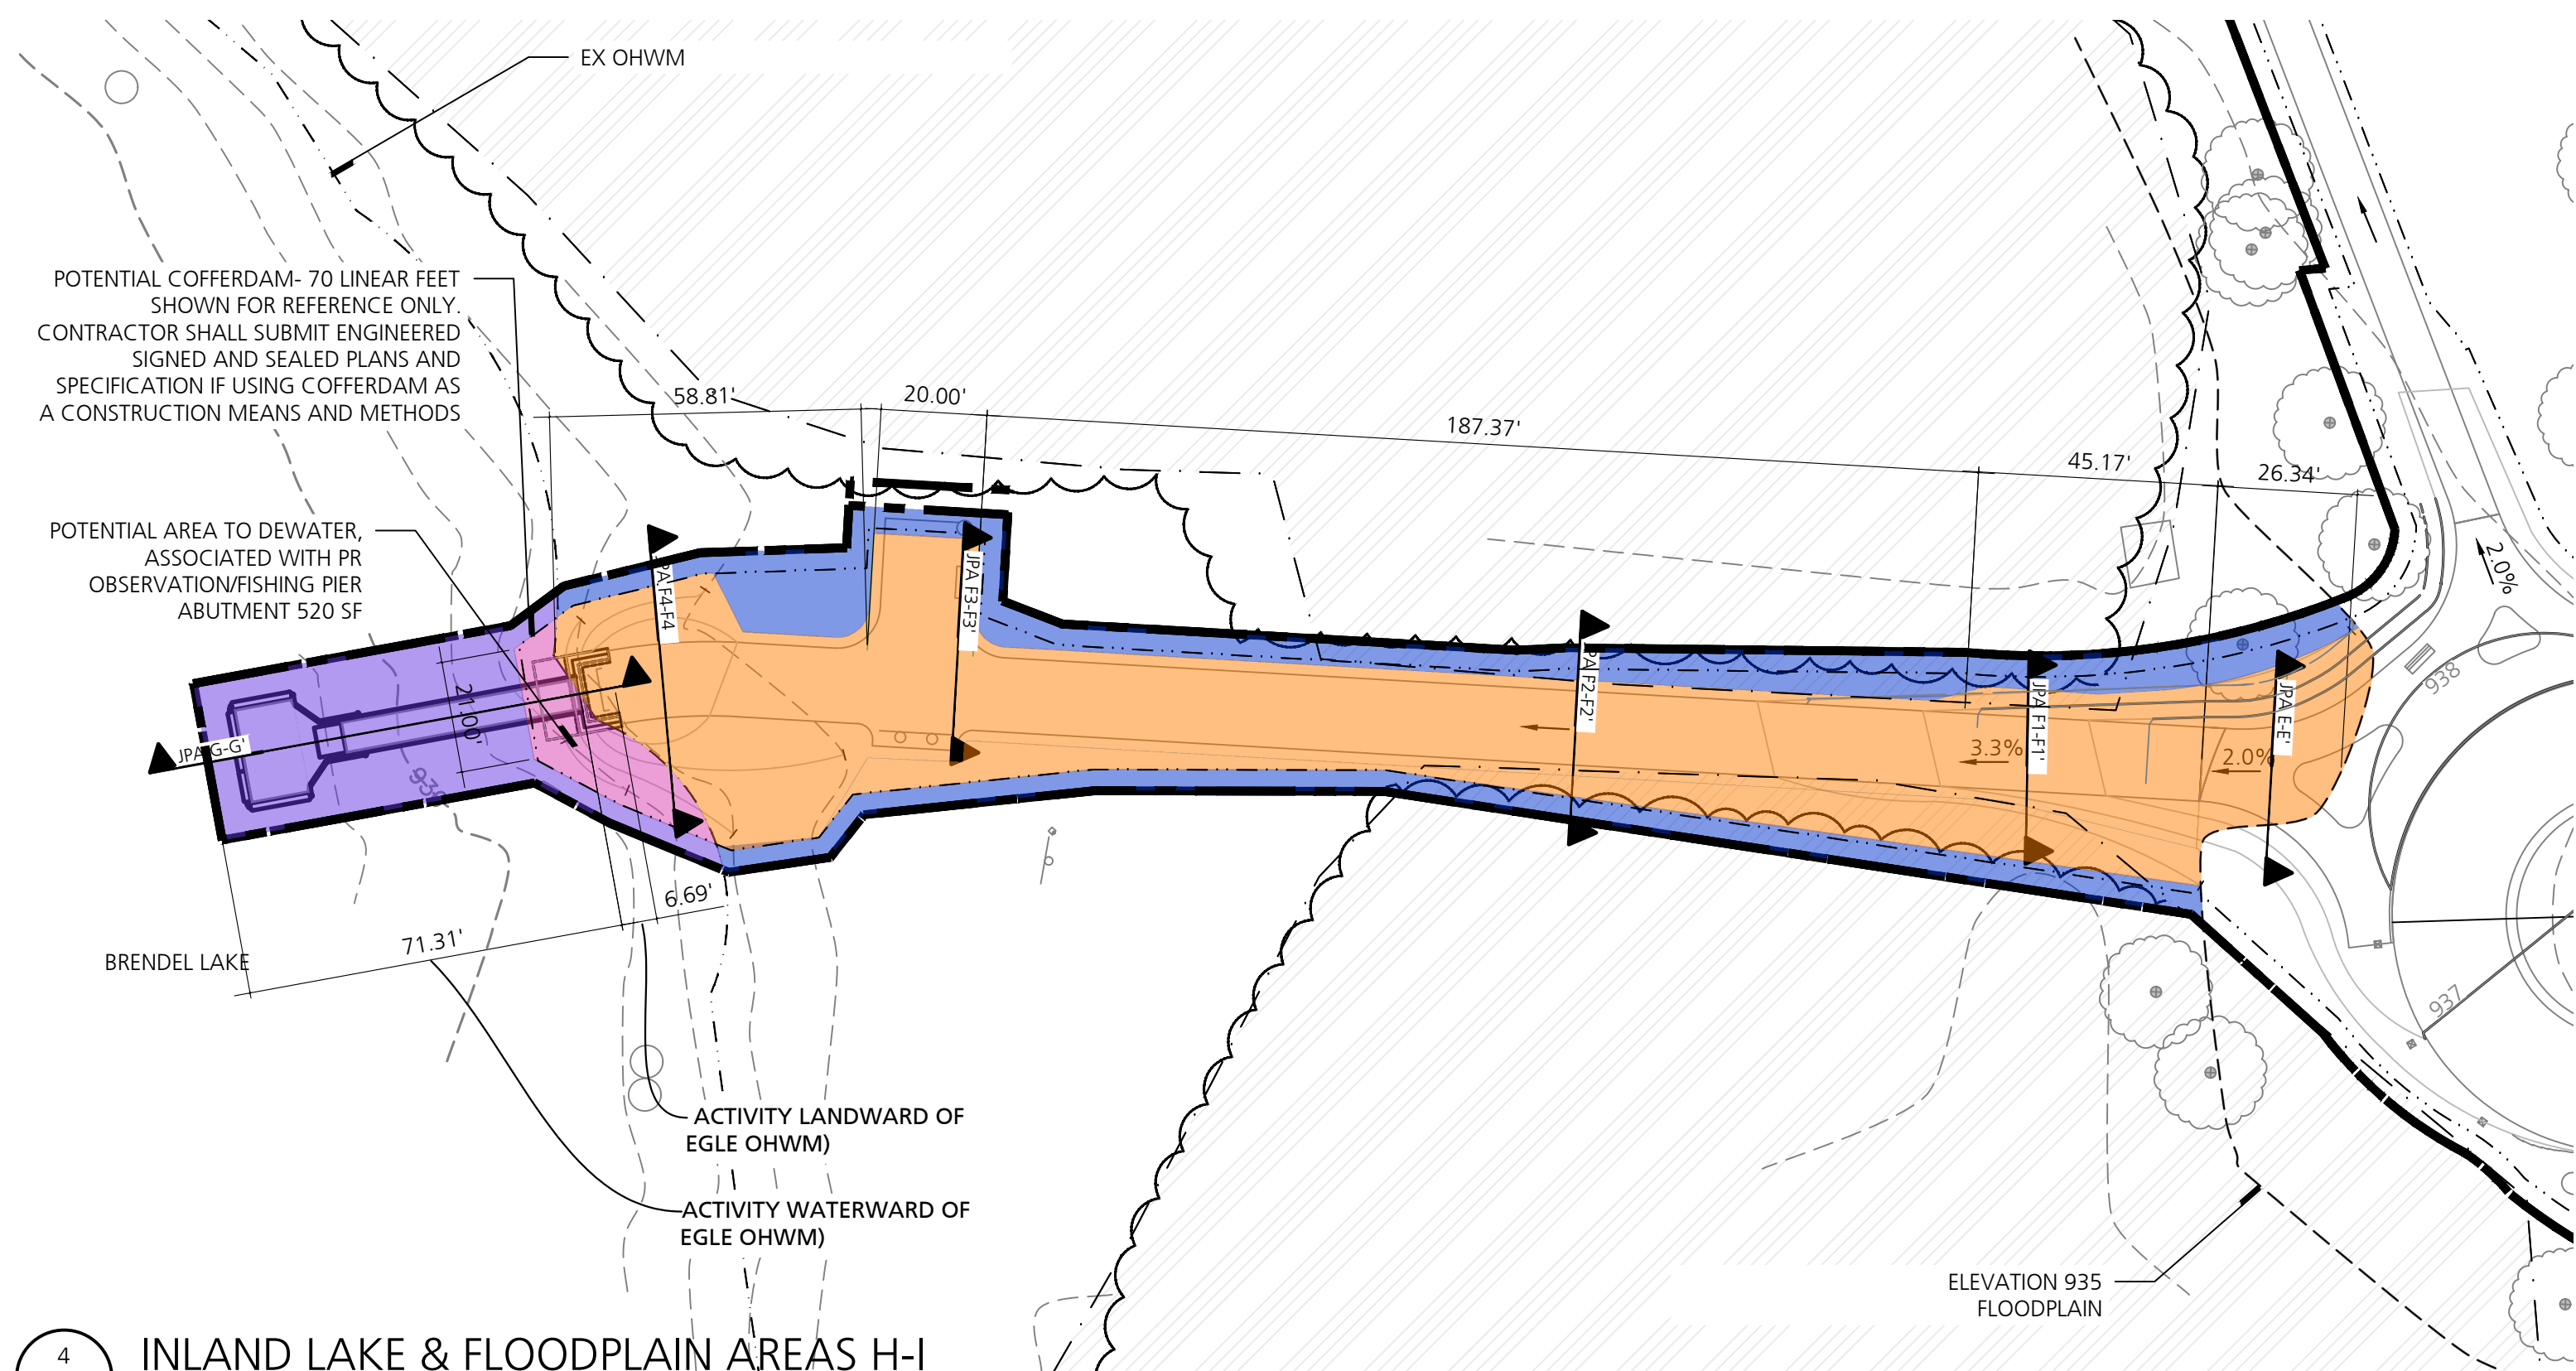 EX OHWM
POTENTIAL COFFERDAM- 70 LINEAR FEET
SHOWN FOR REFERENCE ONLY.
CONTRACTOR SHALL SUBMIT ENGINEERED
SIGNED AND SEALED PLANS AND
SPECIFICATION IF USING COFFERDAM AS
A CONSTRUCTION MEANS AND METHODS
58.81'
20.00'
187.37'
45.17'
26.34'
POTENTIAL AREA TO DEWATER,
ASSOCIATED WITH PR
OBSERVATION/FISHING PIER
ABUTMENT 520 SF
JPA F4-F4
JPA F3-F3'
JPA F2-F2'
JPA F1-F1'
JPA E-E'
JPA G-G'
21.00'
2.0%
938
3.3%
2.0%
6.69'
71.31'
BRENDEL LAKE
937
ACTIVITY LANDWARD OF
EGLE OHWM)
ACTIVITY WATERWARD OF
EGLE OHWM)
ELEVATION 935
FLOODPLAIN
4
INLAND LAKE & FLOODPLAIN AREAS H-I